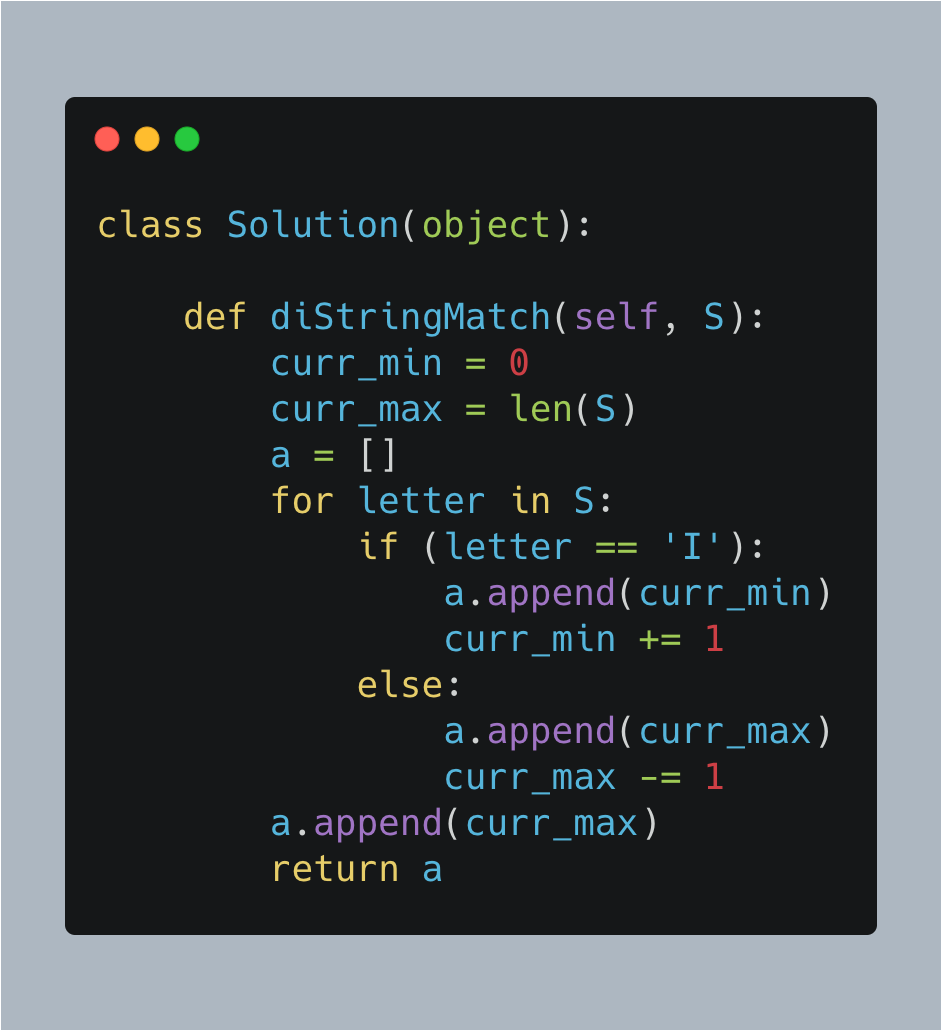 class Solution(object):
    def diStringMatch(self, S):
        curr_min = 0
        curr_max = len(S)
        a = []
        for letter in S:
            if (letter == 'I'):
                a.append(curr_min)
                curr_min += 1
            else:
                a.append(curr_max)
                curr_max -= 1
        a.append(curr_max)
        return a